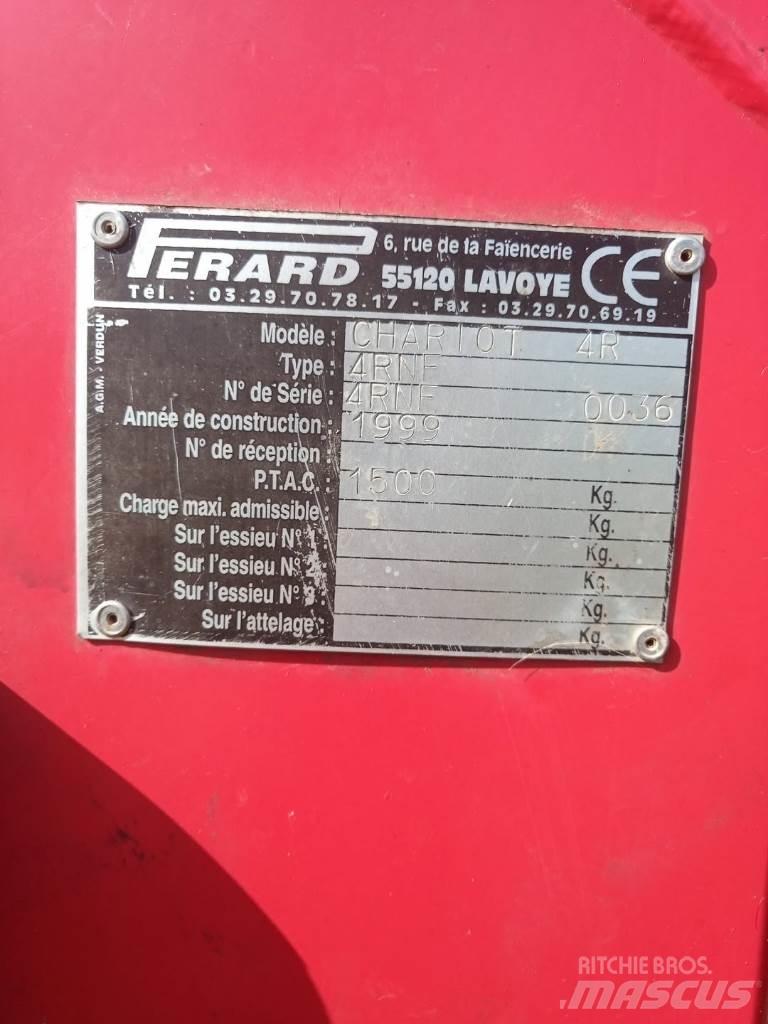 PERARD
6, rue de la Faïencerie
55120 LAVOYE
CE
Tél. : 03.29.70.78.17 - Fax : 03.29.70.69.19
A.G.M. - VERDUN
Modèle : CHARIOT 4R
Type : 4RNF
N° de Série : 4RNF 0036
Année de construction : 1999
N° de réception :
P.T.A.C. : 1500 Kg.
Charge maxi. admissible : Kg.
Sur l'essieu N° 1 : Kg.
Sur l'essieu N° 2 : Kg.
Sur l'essieu N° 3 : Kg.
Sur l'attelage : Kg.
RITCHIE BROS.
MASCUS